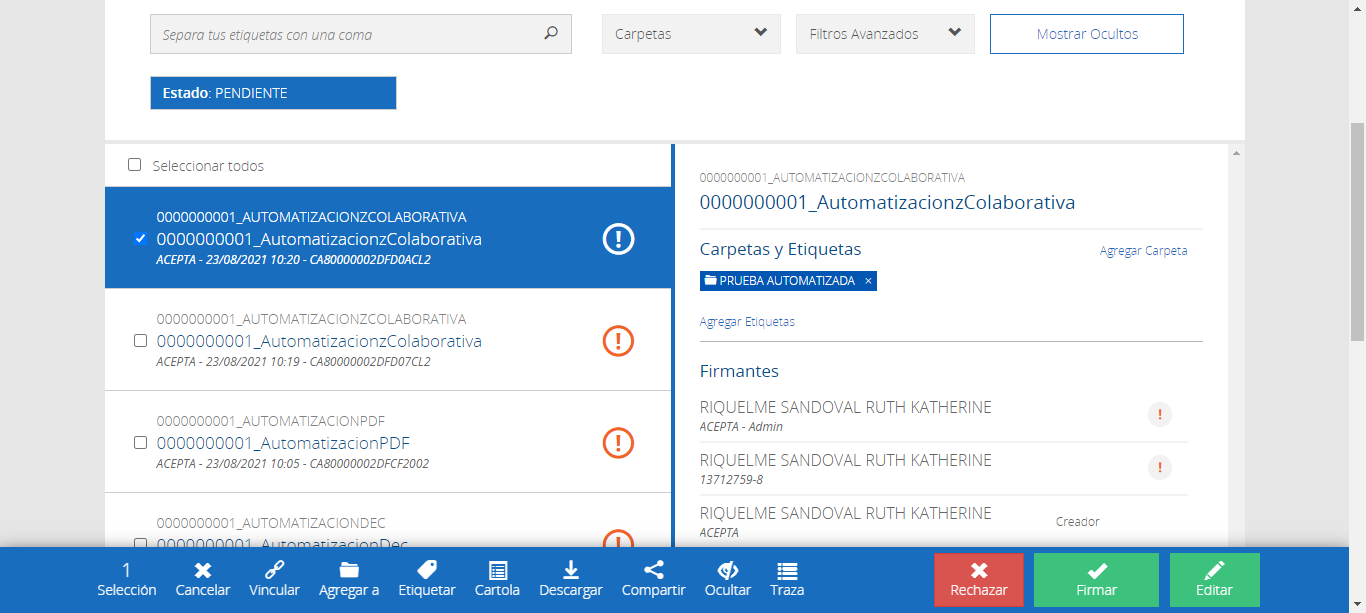 Separa tus etiquetas con una coma
Carpetas
Filtros Avanzados
Mostrar Ocultos
Estado: PENDIENTE
Seleccionar todos
0000000001_AUTOMATIZACIONZCOLABORATIVA
0000000001_AutomatizacionzColaborativa
ACEPTA - 23/08/2021 10:20 - CA80000002DFD0ACL2
0000000001_AUTOMATIZACIONZCOLABORATIVA
0000000001_AutomatizacionzColaborativa
ACEPTA - 23/08/2021 10:19 - CA80000002DFD07CL2
0000000001_AUTOMATIZACIONPDF
0000000001_AutomatizacionPDF
ACEPTA - 23/08/2021 10:05 - CA80000002DFCF2002
0000000001_AUTOMATIZACIONDEC
0000000001_AutomatizacionDec
0000000001_AUTOMATIZACIONZCOLABORATIVA
0000000001_AutomatizacionzColaborativa
Carpetas y Etiquetas
Agregar Carpeta
PRUEBA AUTOMATIZADA ×
Agregar Etiquetas
Firmantes
RIQUELME SANDOVAL RUTH KATHERINE
ACEPTA - Admin
RIQUELME SANDOVAL RUTH KATHERINE
13712759-8
RIQUELME SANDOVAL RUTH KATHERINE
ACEPTA
Creador
1
Selección
Cancelar
Vincular
Agregar a
Etiquetar
Cartola
Descargar
Compartir
Ocultar
Traza
Rechazar
Firmar
Editar